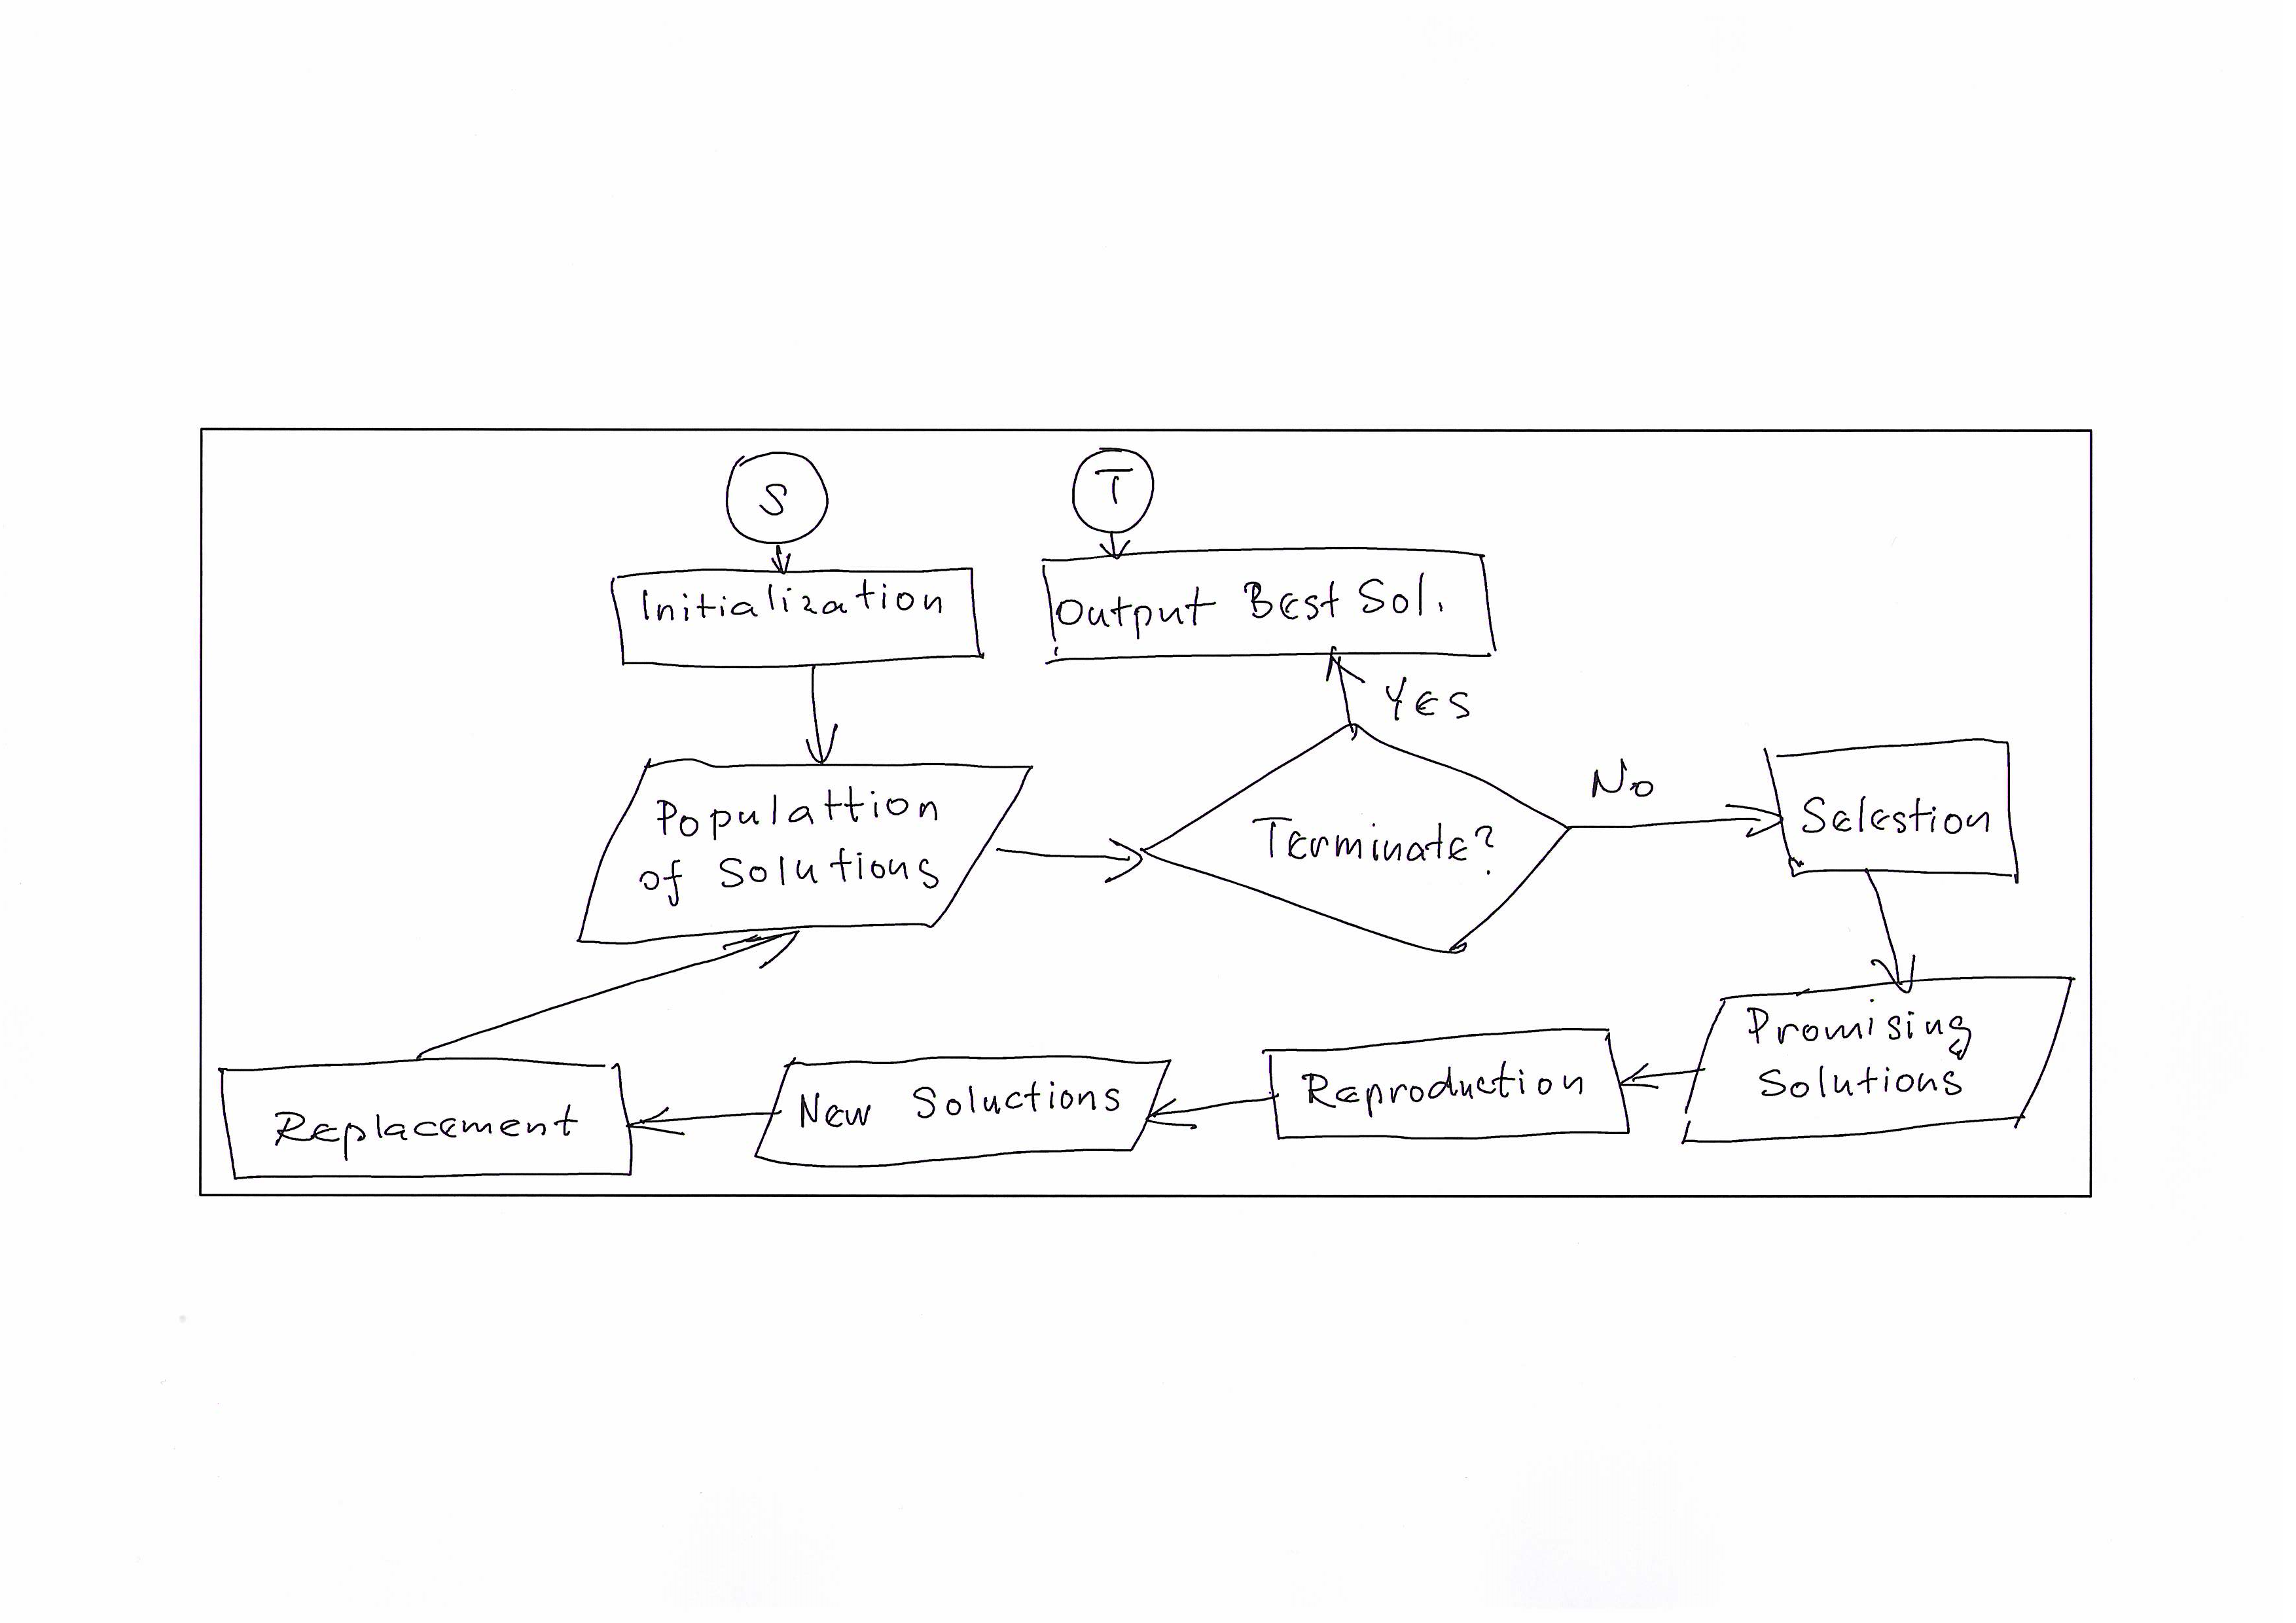 S
T
Initialization
Output Best Sol.
YES
Populattion
of Solutions
Terminate?
No
Selestion
Promising
Solutions
Reproduction
New Soluctions
Replacement